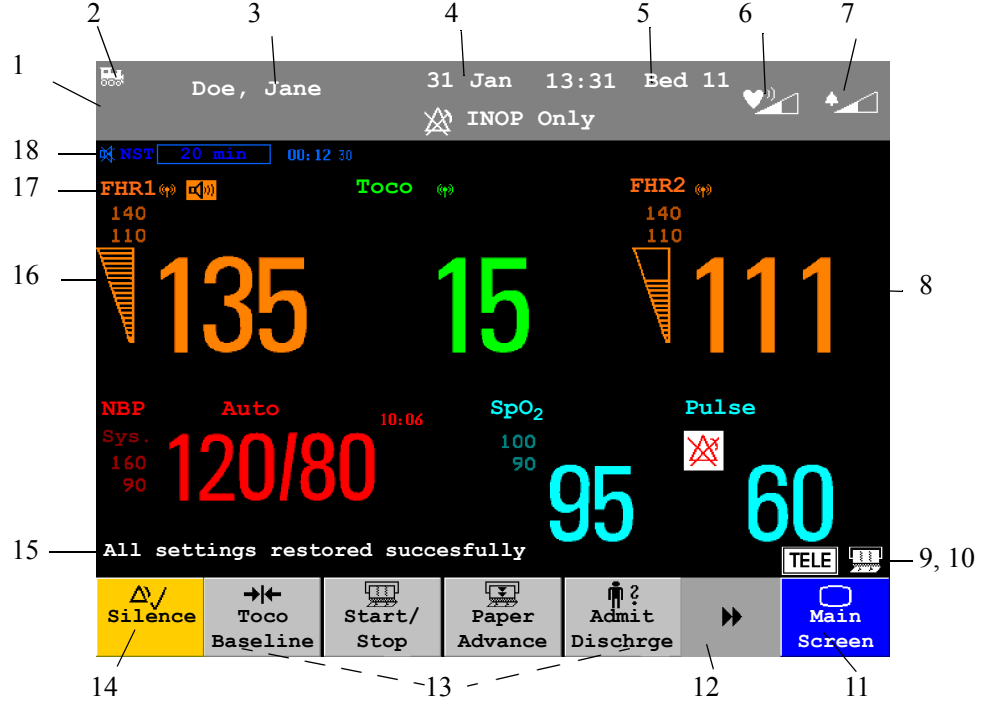 2 3 4 5 6 7
1
Doe, Jane 31 Jan 13:31 Bed 11
INOP Only
18 NST 20 min 00:12 30
17 FHR1 Toco FHR2
140 140
110 110
16 135 15 111 8
NBP Auto 10:06 SpO₂ Pulse
Sys. 100
160 90
90
120/80 95 60
15 All settings restored succesfully TELE 9, 10
Silence Toco Start/ Paper Admit Main
Baseline Stop Advance Dischrge Screen
14 13 12 11